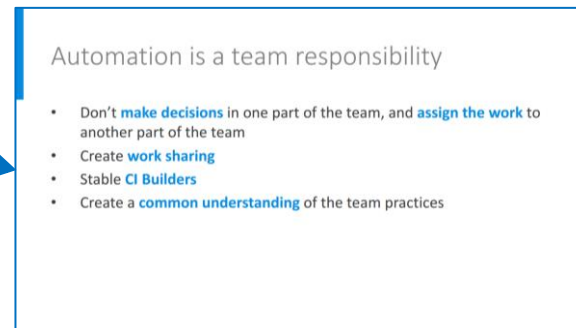 Automation is a team responsibility
• Don't make decisions in one part of the team, and assign the work to
another part of the team
• Create work sharing
• Stable CI Builders
• Create a common understanding of the team practices